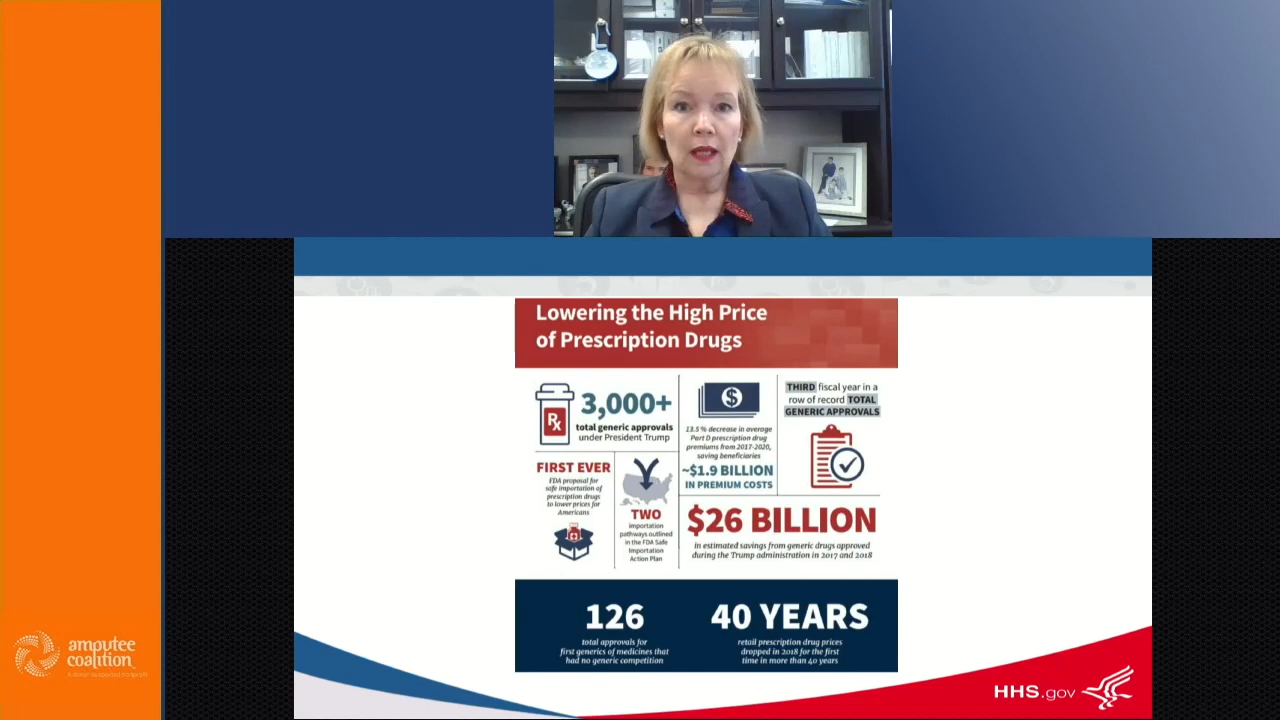 Lowering the High Price
of Prescription Drugs
Rx
3,000+
total generic approvals
under President Trump
$
13.5 % decrease in average
Part D prescription drug
premiums from 2017-2020,
saving beneficiaries
~$1.9 BILLION
IN PREMIUM COSTS
THIRD fiscal year in a
row of record TOTAL
GENERIC APPROVALS
FIRST EVER
FDA proposal for
safe importation of
prescription drugs
to lower prices for
Americans
TWO
importation
pathways outlined
in the FDA Safe
Importation
Action Plan
$26 BILLION
in estimated savings from generic drugs approved
during the Trump administration in 2017 and 2018
126
total approvals for
first generics of medicines that
had no generic competition
40 YEARS
retail prescription drug prices
dropped in 2018 for the first
time in more than 40 years
amputee
coalition
A donor-supported nonprofit
HHS.gov